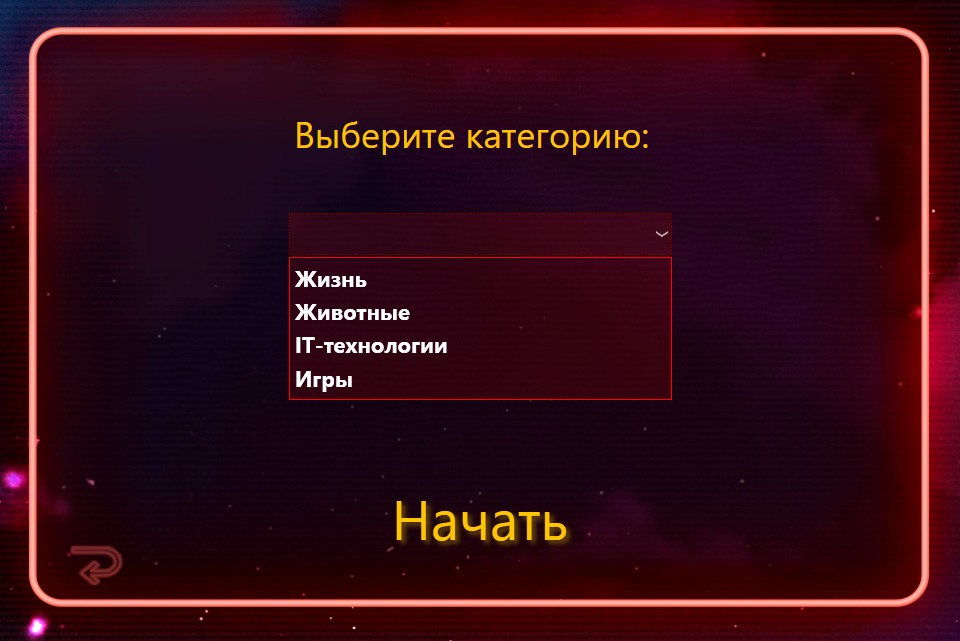 Выберите категорию:
Жизнь
Животные
IT-технологии
Игры
Начать